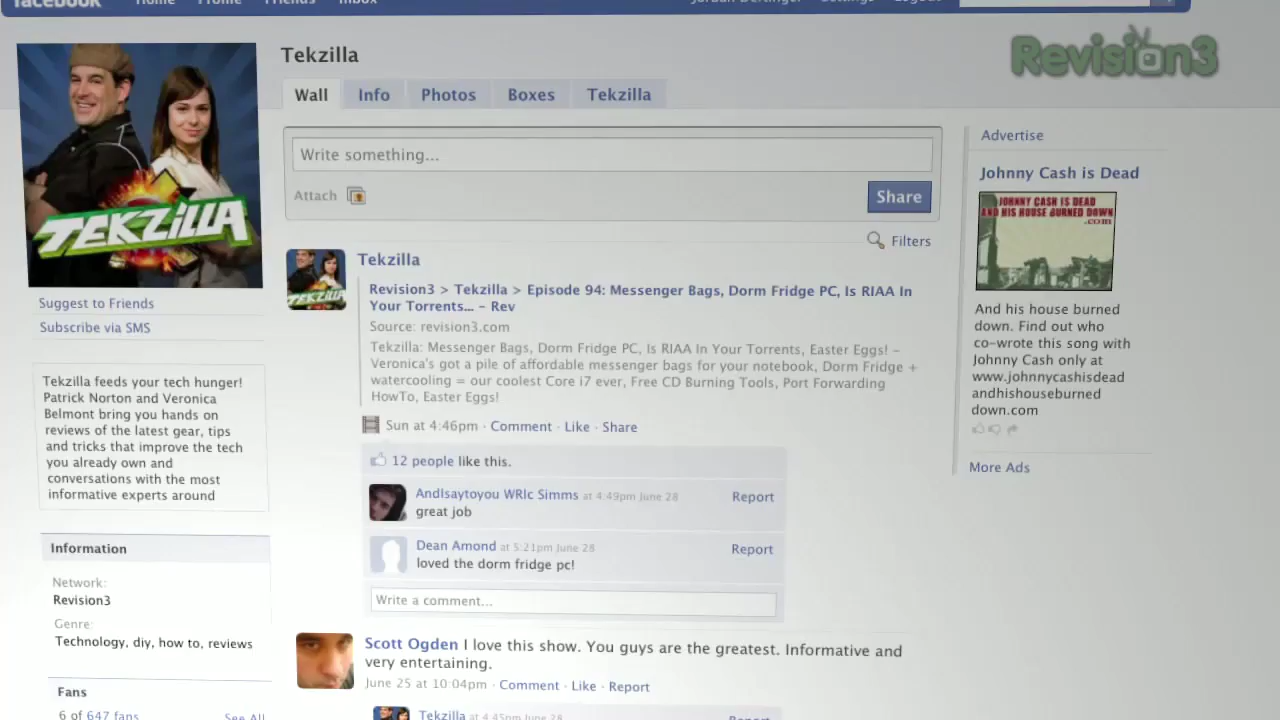 facebook
Home Profile Friends Inbox
Settings Logout
Revision3
TEKZILLA
Suggest to Friends
Subscribe via SMS
Tekzilla feeds your tech hunger!
Patrick Norton and Veronica
Belmont bring you hands on
reviews of the latest gear, tips
and tricks that improve the tech
you already own and
conversations with the most
informative experts around
Information
Network:
Revision3
Genre:
Technology, diy, how to, reviews
Fans
6 of 647 fans
See All
Tekzilla
Wall Info Photos Boxes Tekzilla
Write something...
Attach
Share
Filters
TEKZILLA
Tekzilla
Revision3 > Tekzilla > Episode 94: Messenger Bags, Dorm Fridge PC, Is RIAA In
Your Torrents... - Rev
Source: revision3.com
Tekzilla: Messenger Bags, Dorm Fridge PC, Is RIAA In Your Torrents, Easter Eggs! -
Veronica's got a pile of affordable messenger bags for your notebook, Dorm Fridge +
watercooling = our coolest Core i7 ever, Free CD Burning Tools, Port Forwarding
HowTo, Easter Eggs!
Sun at 4:46pm · Comment · Like · Share
12 people like this.
AndIsaytoyou WRIc Simms at 4:49pm June 28
Report
great job
Dean Amond at 5:21pm June 28
Report
loved the dorm fridge pc!
Write a comment...
Scott Ogden I love this show. You guys are the greatest. Informative and
very entertaining.
June 25 at 10:04pm · Comment · Like · Report
Tekzilla at 4:45pm June 28
Report
Advertise
Johnny Cash is Dead
JOHNNY CASH IS DEAD
AND HIS HOUSE BURNED DOWN
.com
And his house burned
down. Find out who
co-wrote this song with
Johnny Cash only at
www.johnnycashisdead
andhishouseburned
down.com
More Ads